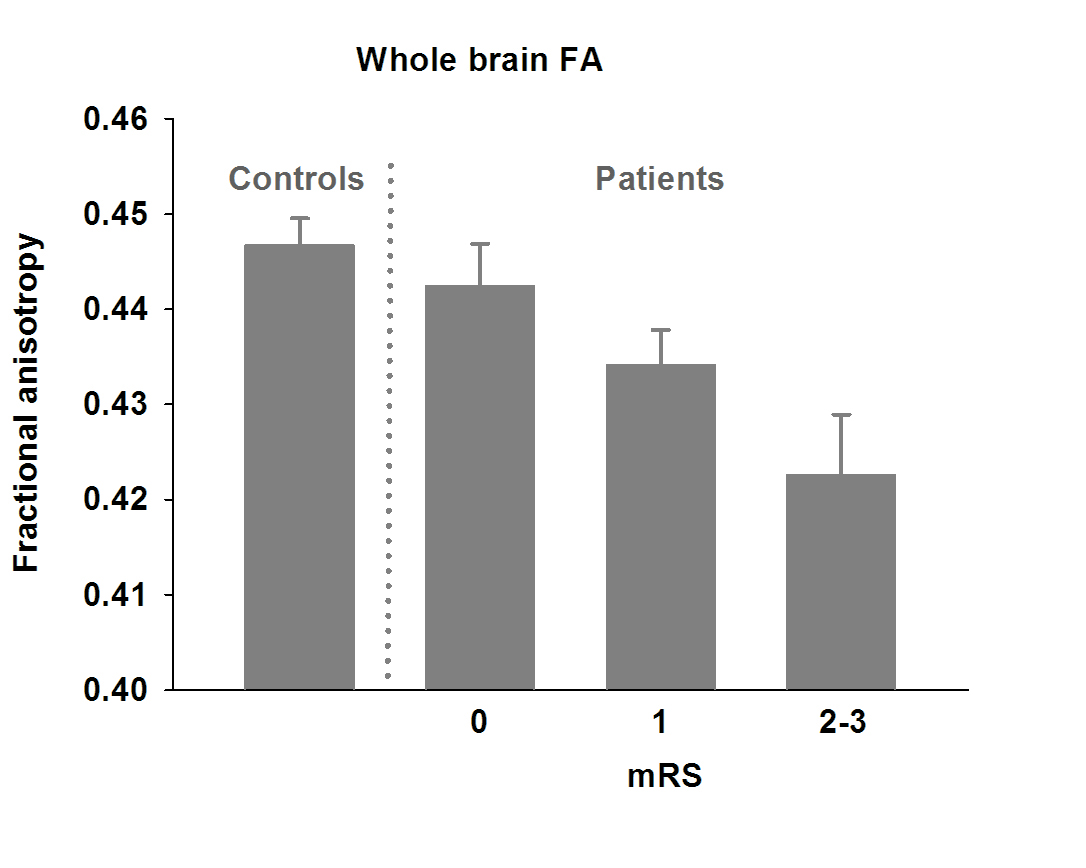 Whole brain FA
0.46
Controls
Patients
0.45
0.44
0.43
0.42
0.41
0.40
Fractional anisotropy
0
1
2-3
mRS